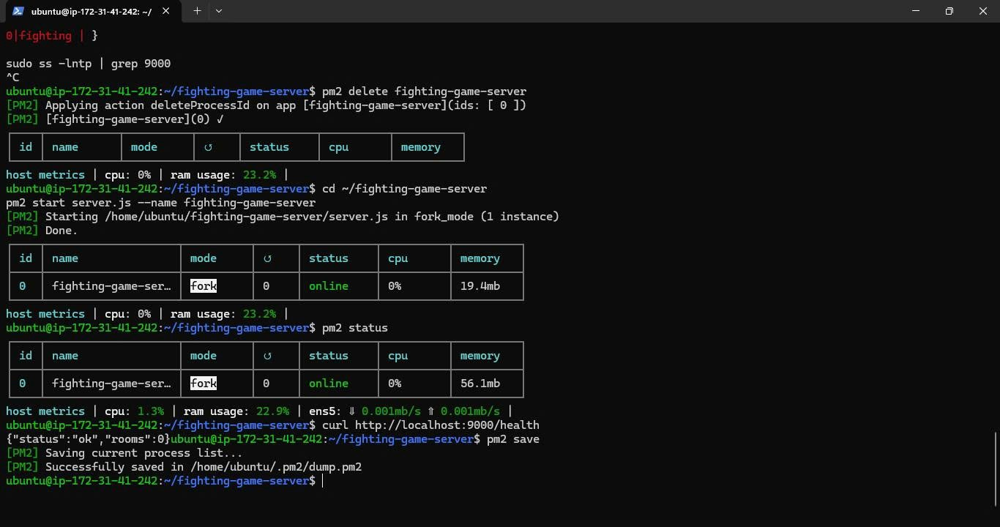 ubuntu@ip-172-31-41-242: ~/
0|fighting | }
sudo ss -lntp | grep 9000
^C
ubuntu@ip-172-31-41-242:~/fighting-game-server$ pm2 delete fighting-game-server
[PM2] Applying action deleteProcessId on app [fighting-game-server](ids: [ 0 ])
[PM2] [fighting-game-server](0) ✓
id name mode ↺ status cpu memory
host metrics | cpu: 0% | ram usage: 23.2% |
ubuntu@ip-172-31-41-242:~/fighting-game-server$ cd ~/fighting-game-server
pm2 start server.js --name fighting-game-server
[PM2] Starting /home/ubuntu/fighting-game-server/server.js in fork_mode (1 instance)
[PM2] Done.
id name mode ↺ status cpu memory
0 fighting-game-ser… fork 0 online 0% 19.4mb
host metrics | cpu: 0% | ram usage: 23.2% |
ubuntu@ip-172-31-41-242:~/fighting-game-server$ pm2 status
id name mode ↺ status cpu memory
0 fighting-game-ser… fork 0 online 0% 56.1mb
host metrics | cpu: 1.3% | ram usage: 22.9% | ens5: ⇓ 0.001mb/s ⇑ 0.001mb/s |
ubuntu@ip-172-31-41-242:~/fighting-game-server$ curl http://localhost:9000/health
{"status":"ok","rooms":0}ubuntu@ip-172-31-41-242:~/fighting-game-server$ pm2 save
[PM2] Saving current process list...
[PM2] Successfully saved in /home/ubuntu/.pm2/dump.pm2
ubuntu@ip-172-31-41-242:~/fighting-game-server$